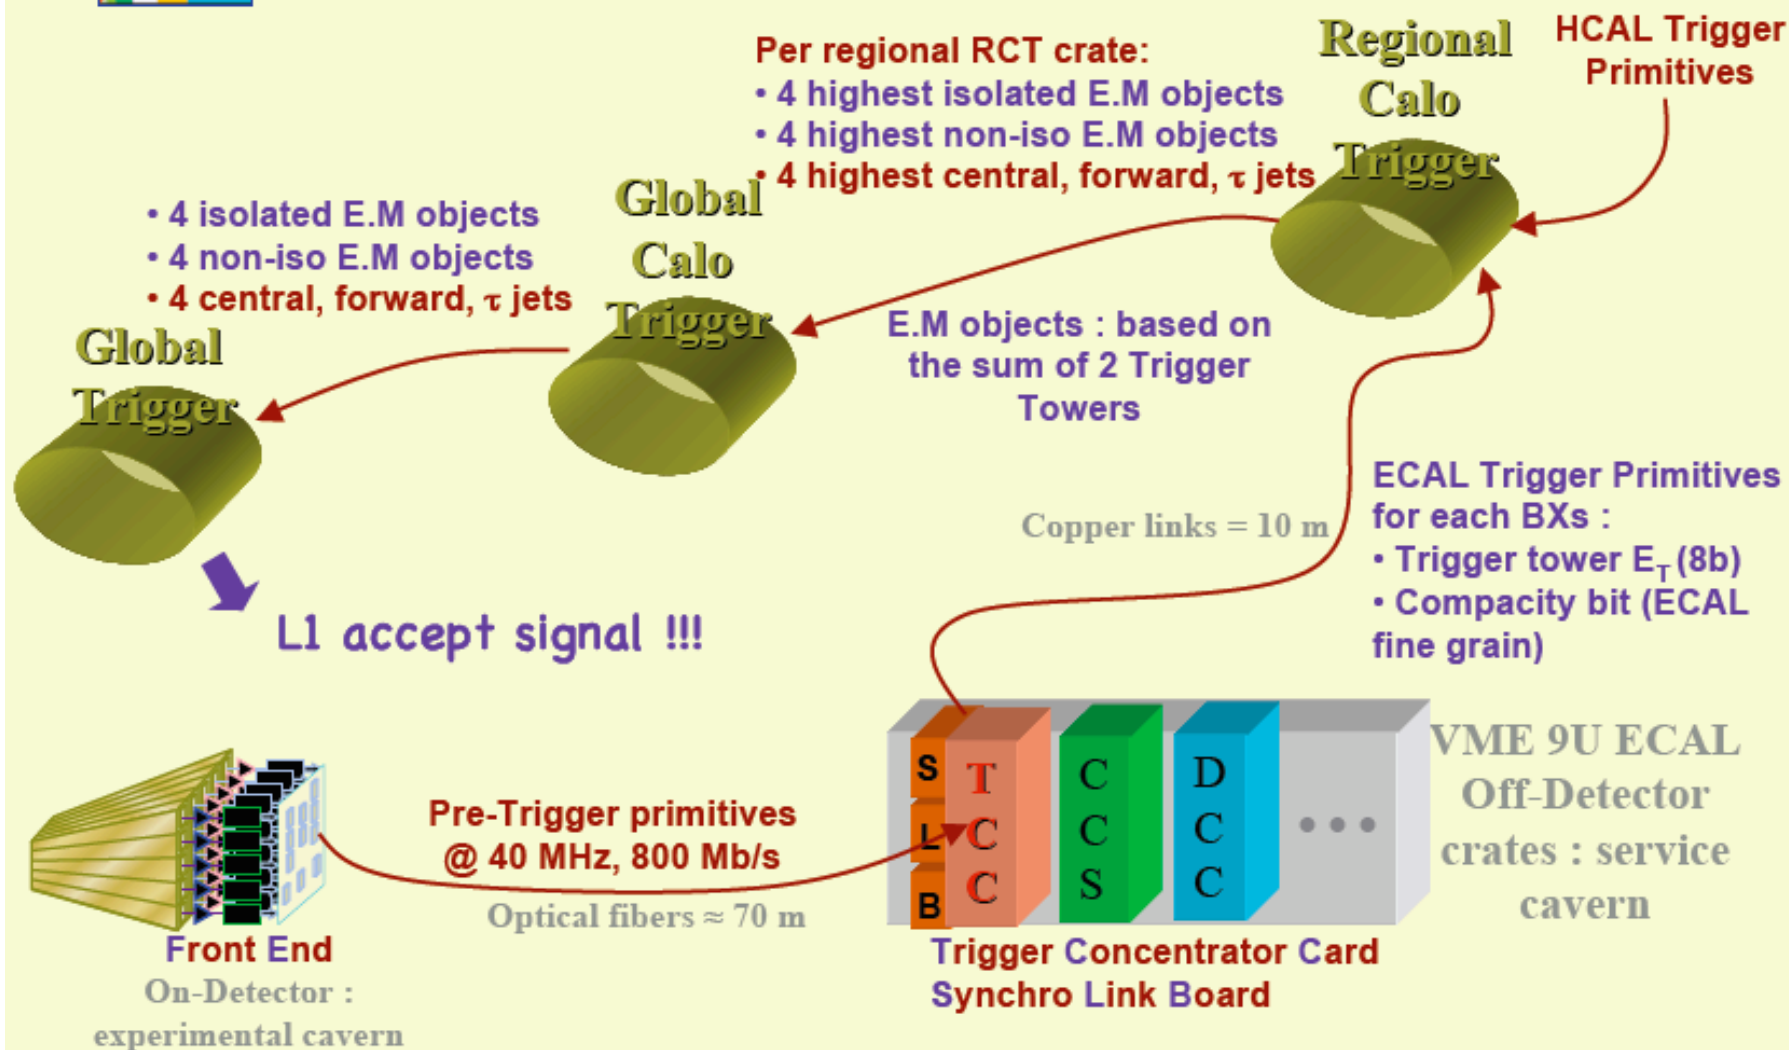 Per regional RCT crate:
• 4 highest isolated E.M objects
• 4 highest non-iso E.M objects
• 4 highest central, forward, τ jets
Regional
Calo
Trigger
HCAL Trigger
Primitives
• 4 isolated E.M objects
• 4 non-iso E.M objects
• 4 central, forward, τ jets
Global
Calo
Trigger
Global
Trigger
E.M objects : based on
the sum of 2 Trigger
Towers
Copper links = 10 m
ECAL Trigger Primitives
for each BXs :
• Trigger tower E_T (8b)
• Compacity bit (ECAL
fine grain)
L1 accept signal !!!
Pre-Trigger primitives
@ 40 MHz, 800 Mb/s
Optical fibers ≈ 70 m
Front End
On-Detector :
experimental cavern
SLB
TCC
CCS
DCC
•••
VME 9U ECAL
Off-Detector
crates : service
cavern
Trigger Concentrator Card
Synchro Link Board